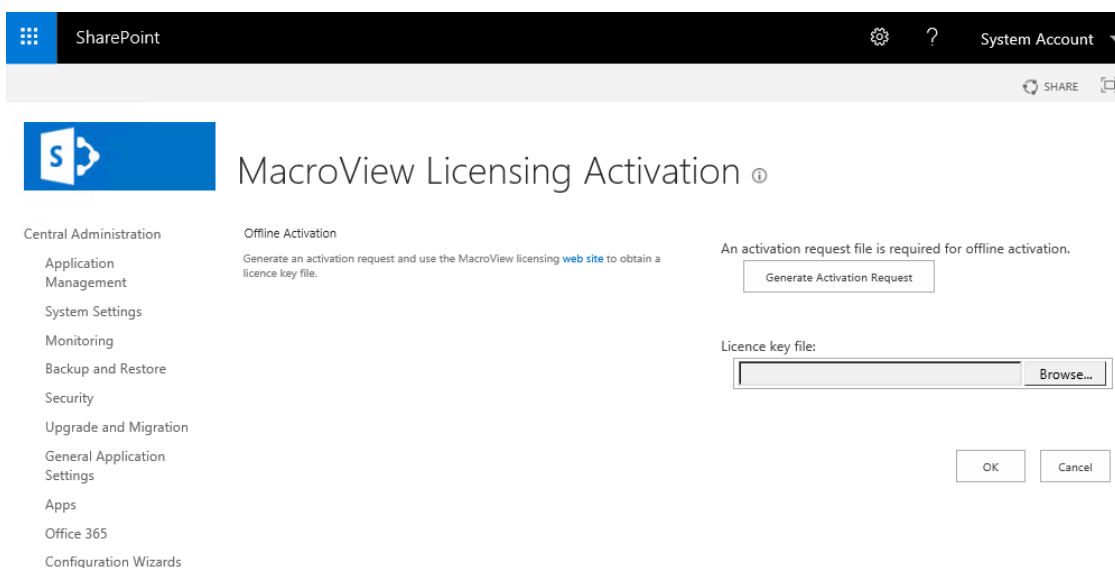 SharePoint
?
System Account
SHARE
S
MacroView Licensing Activation
Central Administration
Application
Management
System Settings
Monitoring
Backup and Restore
Security
Upgrade and Migration
General Application
Settings
Apps
Office 365
Configuration Wizards
Offline Activation
Generate an activation request and use the MacroView licensing web site to obtain a
licence key file.
An activation request file is required for offline activation.
Generate Activation Request
Licence key file:
Browse...
OK
Cancel